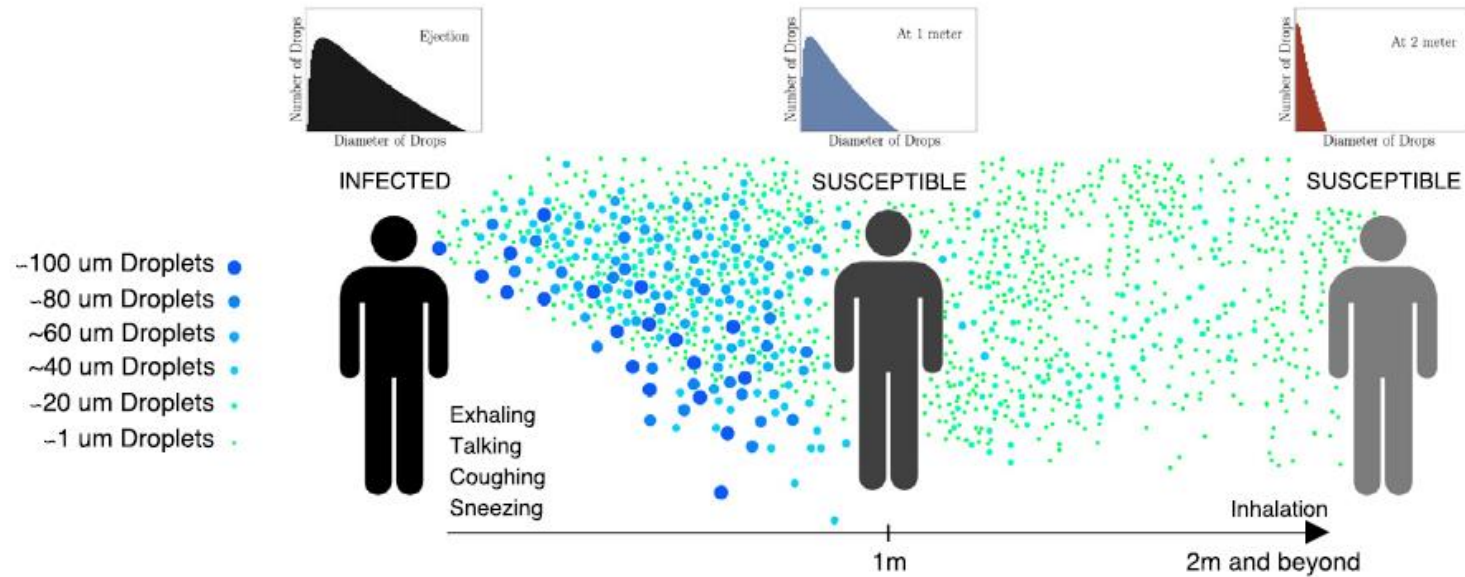 Number of Drops
Ejection
Diameter of Drops
Number of Drops
At 1 meter
Diameter of Drops
Number of Drops
At 2 meter
Diameter of Drops
INFECTED
SUSCEPTIBLE
SUSCEPTIBLE
~100 um Droplets
~80 um Droplets
~60 um Droplets
~40 um Droplets
~20 um Droplets
~1 um Droplets
Exhaling
Talking
Coughing
Sneezing
Inhalation
1m
2m and beyond